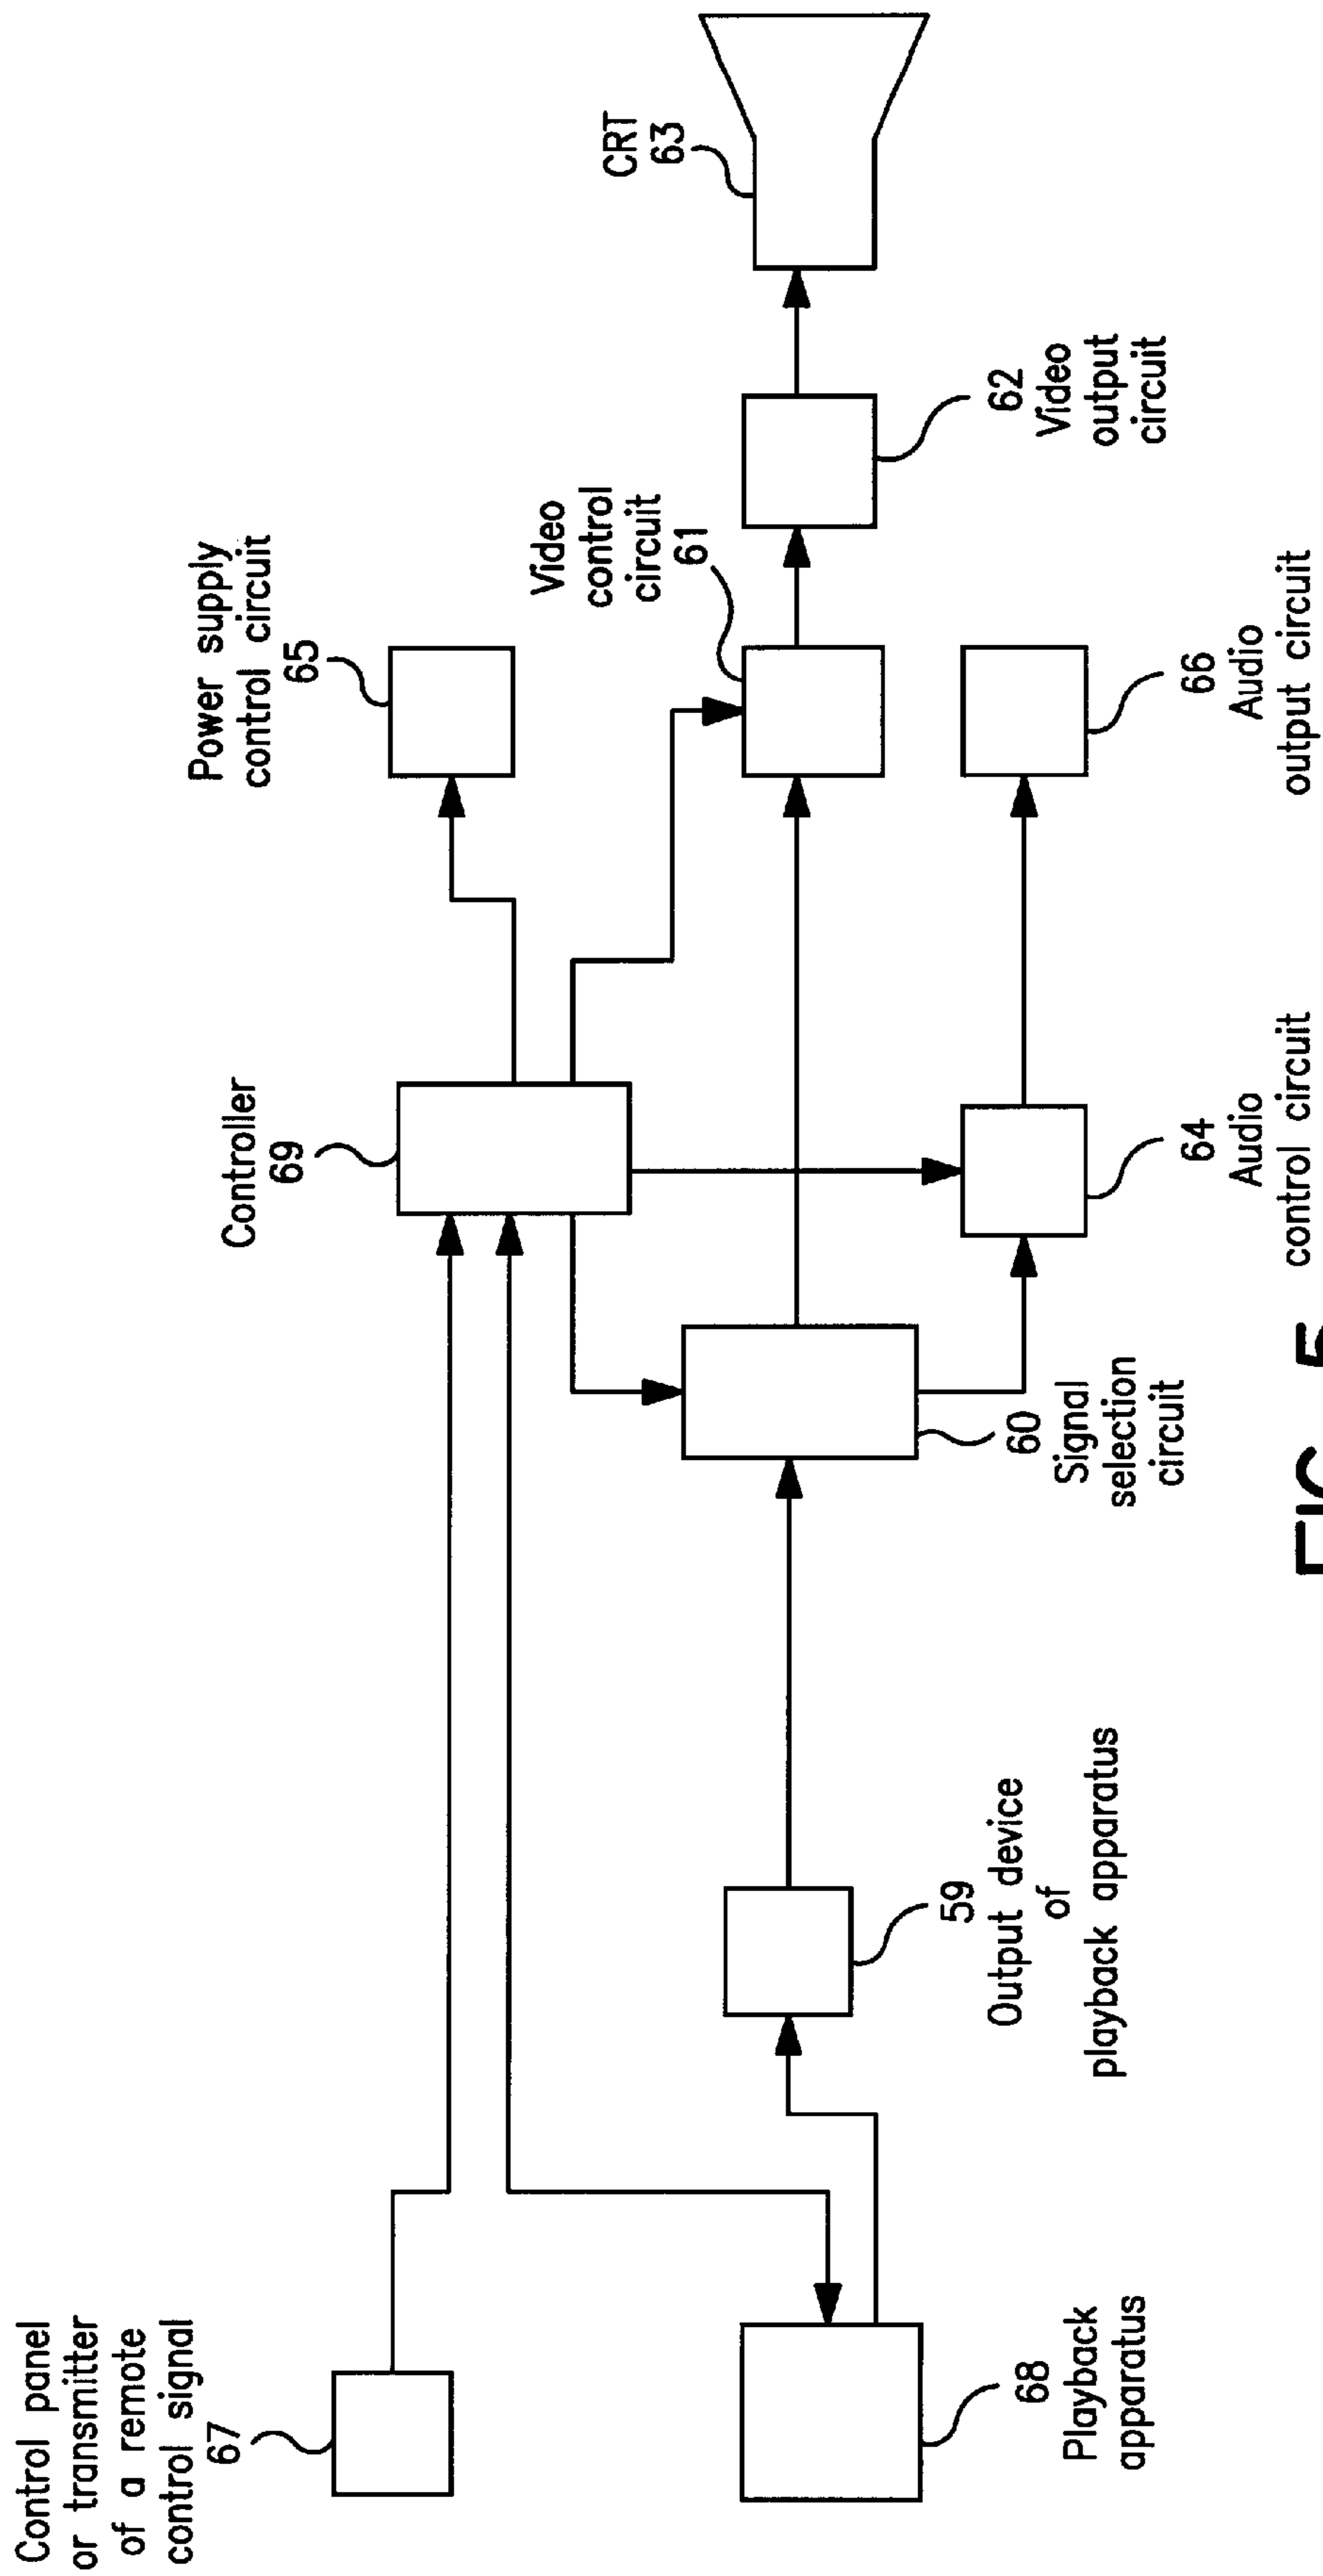 Control panel
or transmitter
of a remote
control signal
67
Controller
69
Power supply
control circuit
65
Video
control
circuit
61
CRT
63
68
Playback
apparatus
59
Output device
of
playback apparatus
60
Signal
selection
circuit
64
Audio
control circuit
66
Audio
output circuit
62
Video
output
circuit
FIG. 5